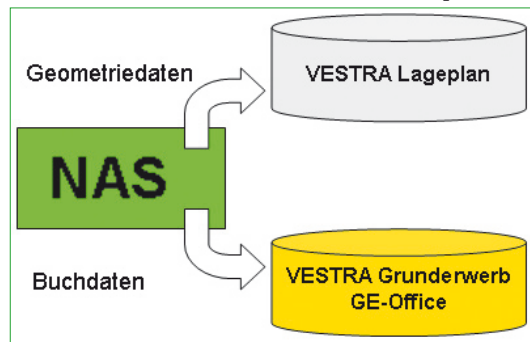 Geometriedaten
VESTRA Lageplan
NAS
Buchdaten
VESTRA Grunderwerb
GE-Office